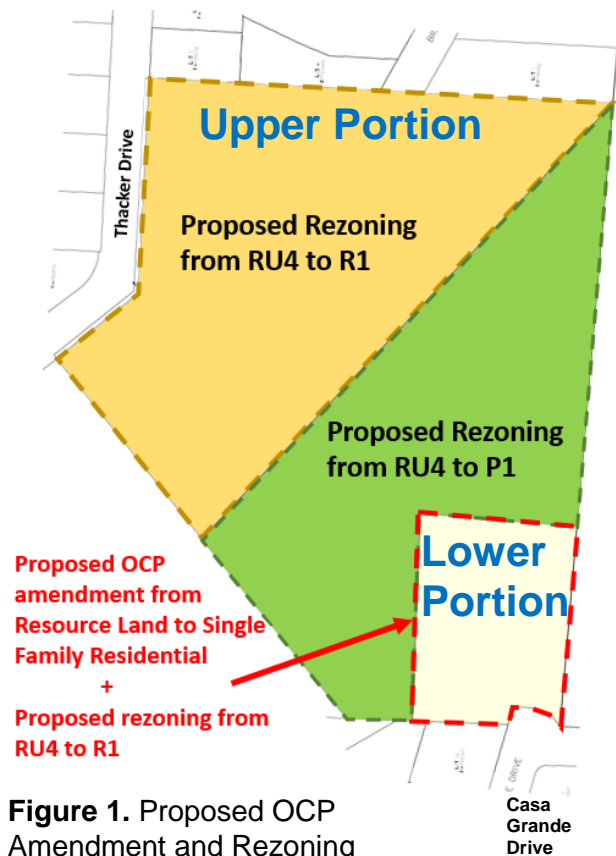 Upper Portion
Thacker Drive
Proposed Rezoning
from RU4 to R1
Proposed Rezoning
from RU4 to P1
Lower
Portion
Proposed OCP
amendment from
Resource Land to Single
Family Residential
+
Proposed rezoning from
RU4 to R1
DRIVE
Casa
Grande
Drive
Figure 1. Proposed OCP
Amendment and Rezoning